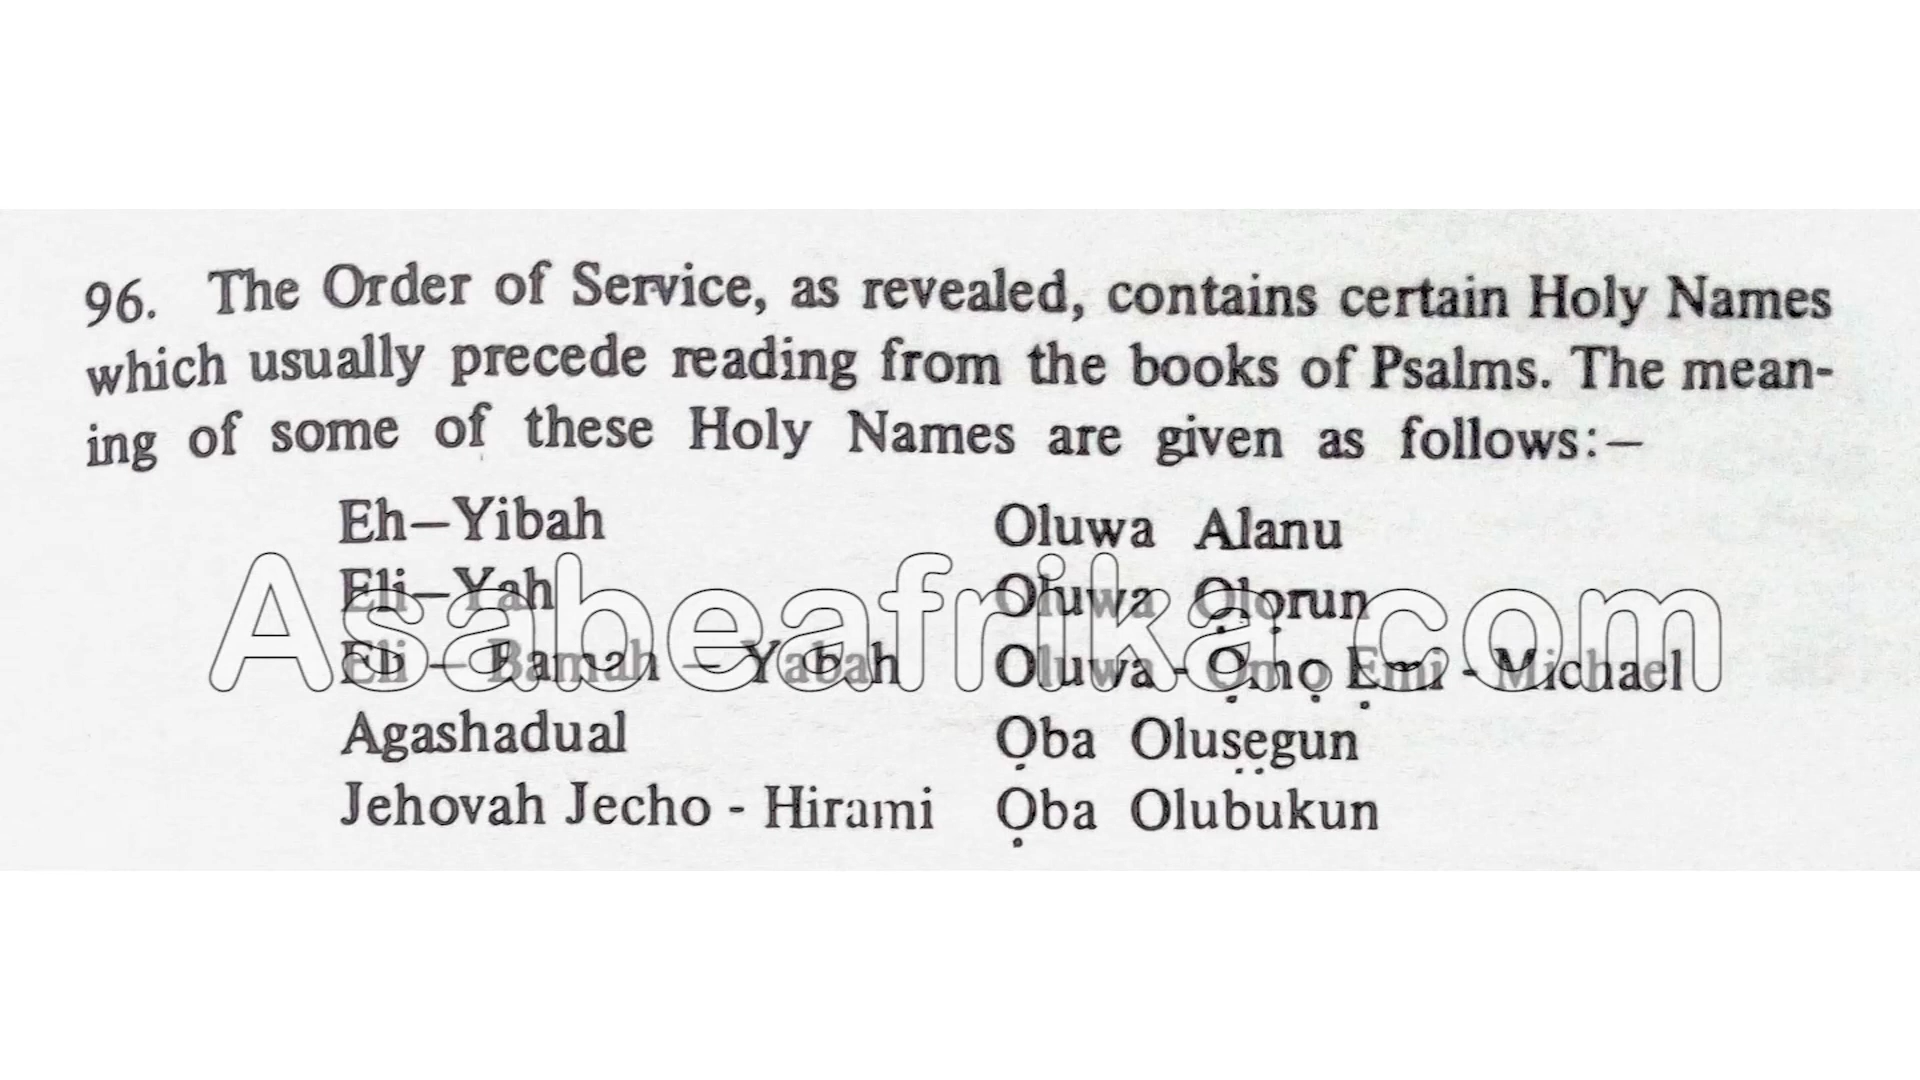 96. The Order of Service, as revealed, contains certain Holy Names
which usually precede reading from the books of Psalms. The mean-
ing of some of these Holy Names are given as follows:—
Eh—Yibah Oluwa Alanu
Eli—Yah Oluwa Ọlọrun
Eli – Bamah – Yabah Oluwa - Ọmọ Ẹmi - Michael
Agashadual Ọba Oluṣẹgun
Jehovah Jecho - Hirami Ọba Olubukun
Asabeafrika.com